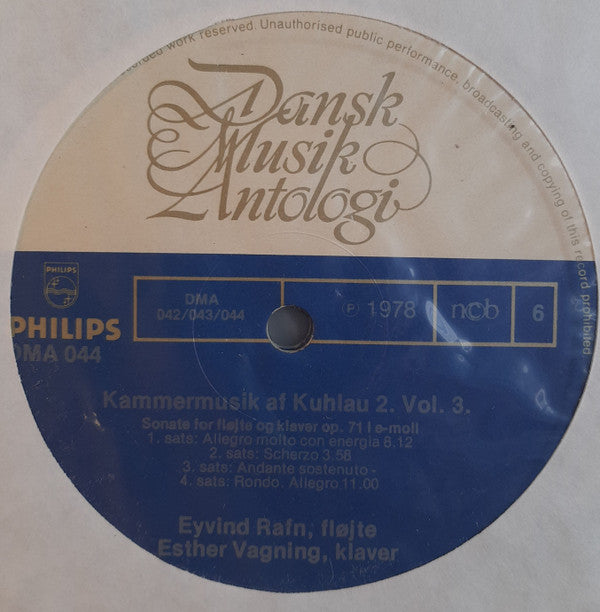 recorded work reserved. Unauthorised public performance, broadcasting and copying of this record prohibited
Dansk
Musik
Antologi
PHILIPS
PHILIPS
DMA 044
DMA
042/043/044
Ⓟ 1978
ncb
6
Kammermusik af Kuhlau 2. Vol. 3.
Sonate for fløjte og klaver op. 71 i e-moll
1. sats: Allegro molto con energia 8.12
2. sats: Scherzo 3.58
3. sats: Andante sostenuto -
4. sats: Rondo. Allegro 11.00
Eyvind Rafn, fløjte
Esther Vagning, klaver